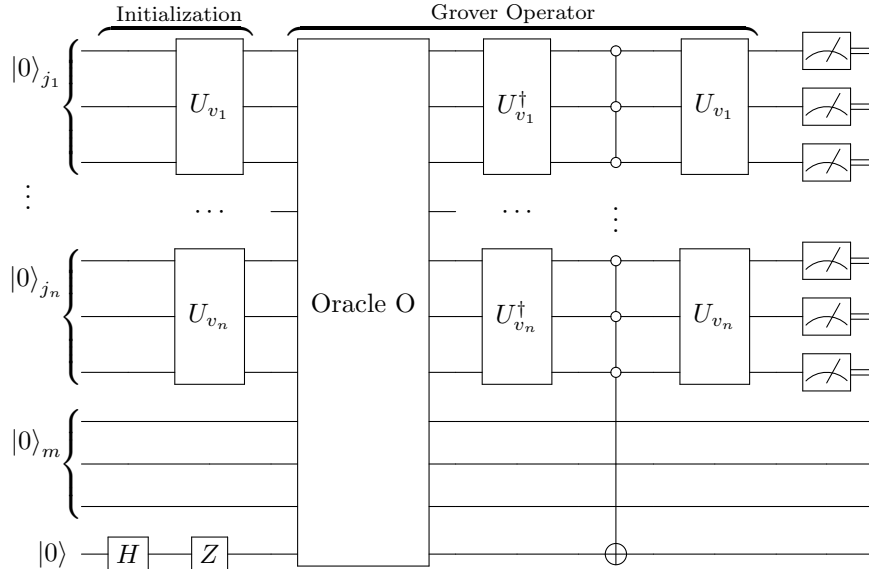 Initialization Grover Operator
|0⟩_{j_1} U_{v_1} U_{v_1}^† U_{v_1}
⋮ ⋯ ⋯ ⋮
|0⟩_{j_n} U_{v_n} Oracle O U_{v_n}^† U_{v_n}
|0⟩_m
|0⟩ H Z